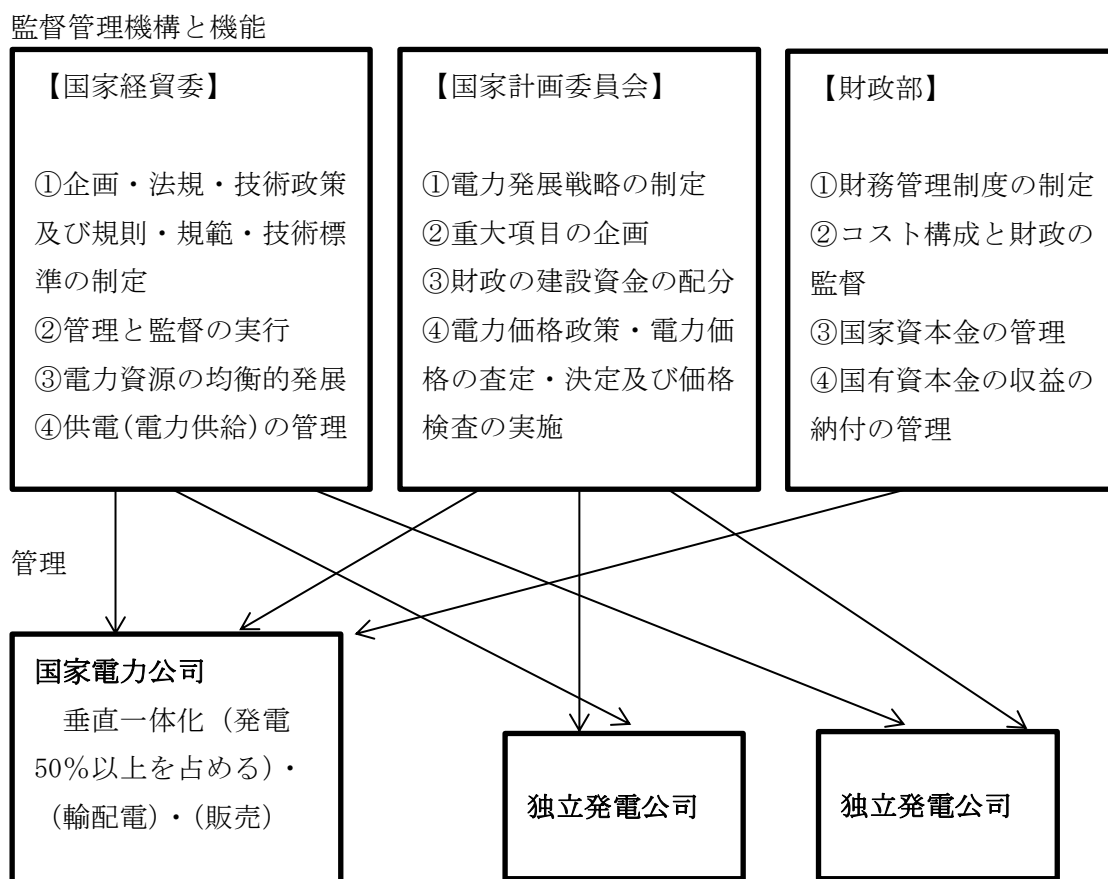 監督管理機構と機能
【国家経貿委】
①企画・法規・技術政策
及び規則・規範・技術標
準の制定
②管理と監督の実行
③電力資源の均衡的発展
④供電(電力供給)の管理
【国家計画委員会】
①電力発展戦略の制定
②重大項目の企画
③財政の建設資金の配分
④電力価格政策・電力価
格の査定・決定及び価格
検査の実施
【財政部】
①財務管理制度の制定
②コスト構成と財政の
監督
③国家資本金の管理
④国有資本金の収益の
納付の管理
管理
国家電力公司
垂直一体化（発電
50%以上を占める）・
（輸配電）・（販売）
独立発電公司
独立発電公司